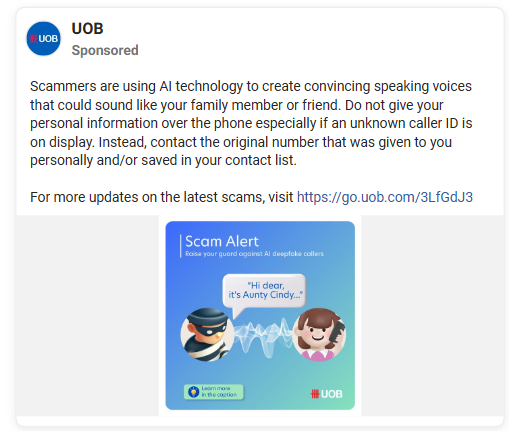 UOB
UOB
Sponsored
Scammers are using AI technology to create convincing speaking voices
that could sound like your family member or friend. Do not give your
personal information over the phone especially if an unknown caller ID is
on display. Instead, contact the original number that was given to you
personally and/or saved in your contact list.
For more updates on the latest scams, visit https://go.uob.com/3LfGdJ3
Scam Alert
Raise your guard against AI deepfake callers
"Hi dear,
it's Aunty Cindy..."
Learn more
in the caption
UOB